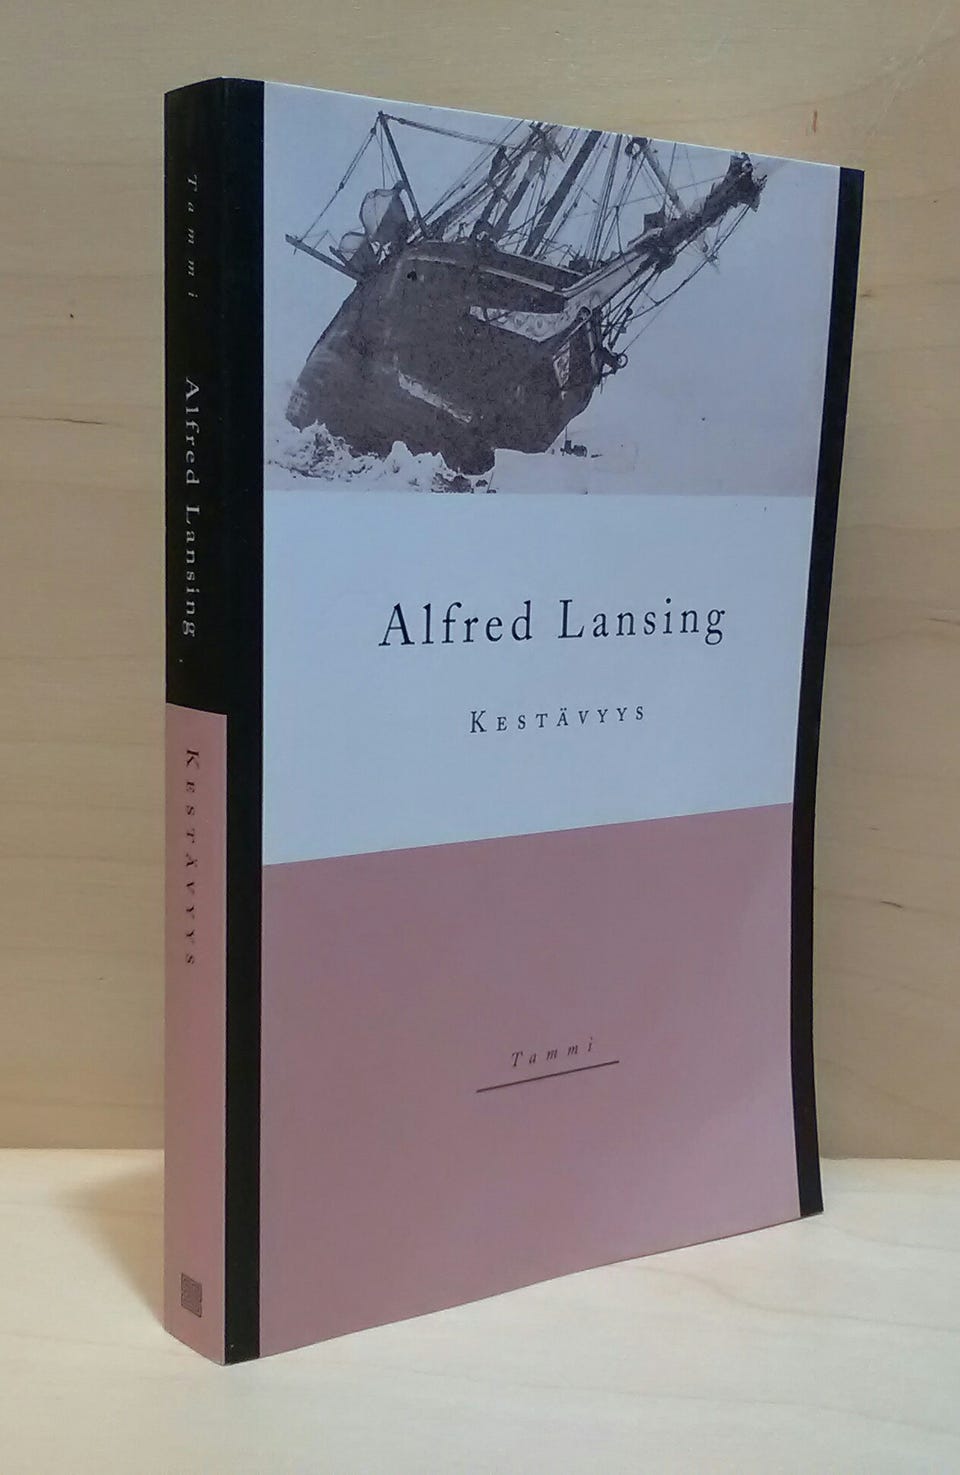 Tammi Alfred Lansing
KESTÄVYYS
Alfred Lansing
KESTÄVYYS
Tammi